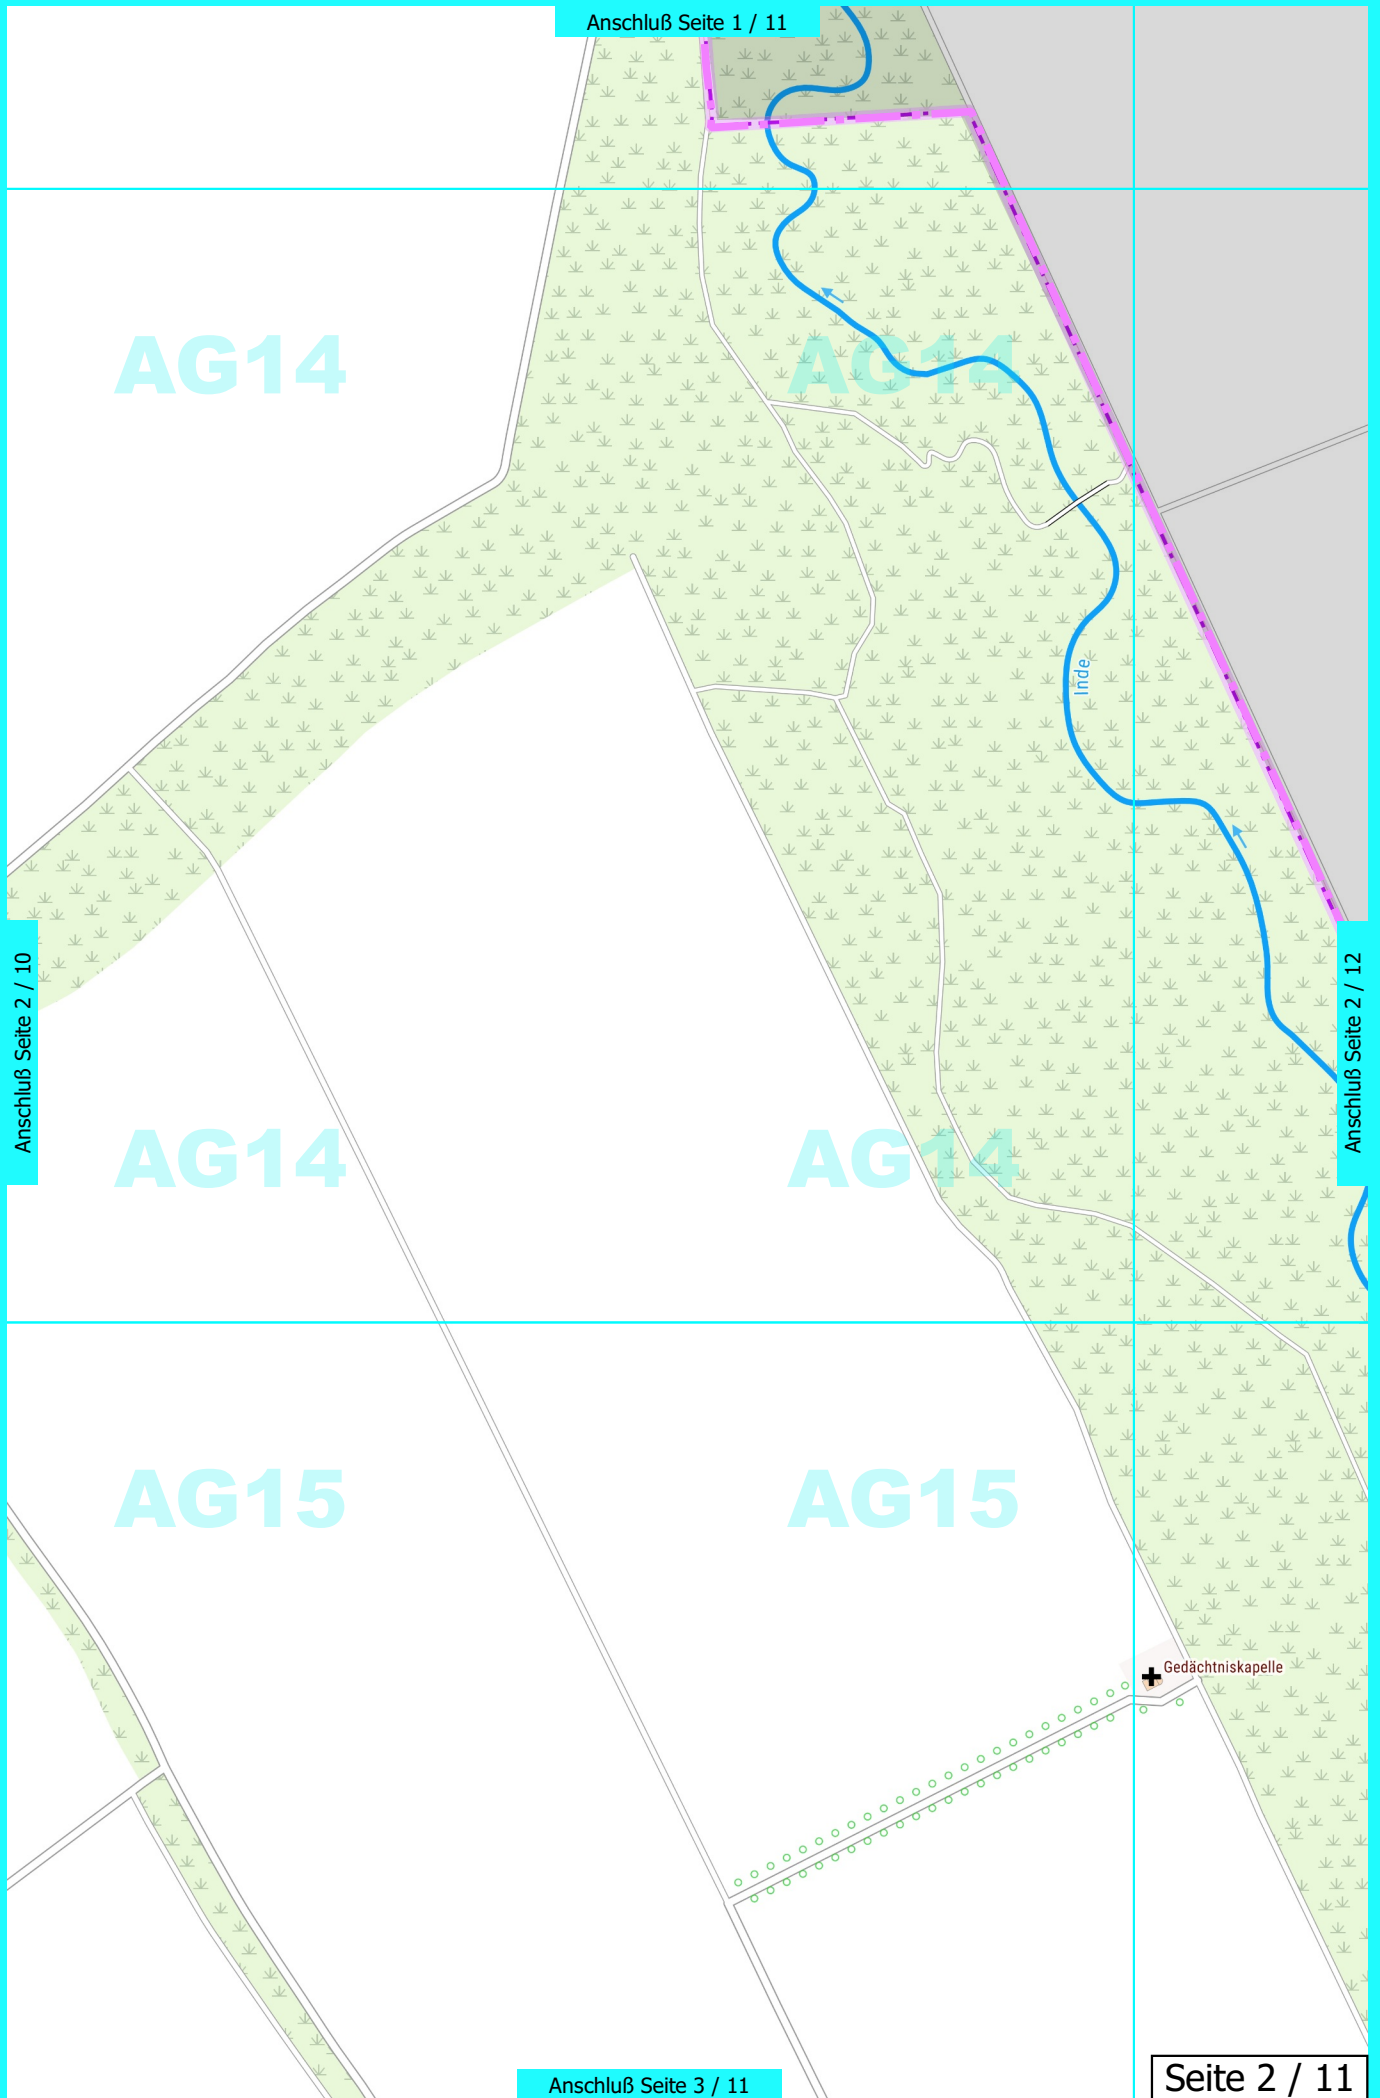 Anschluß Seite 1 / 11
AG14
AG14
Inde
Anschluß Seite 2 / 10
Anschluß Seite 2 / 12
AG14
AG14
AG15
AG15
Gedächtniskapelle
Anschluß Seite 3 / 11
Seite 2 / 11